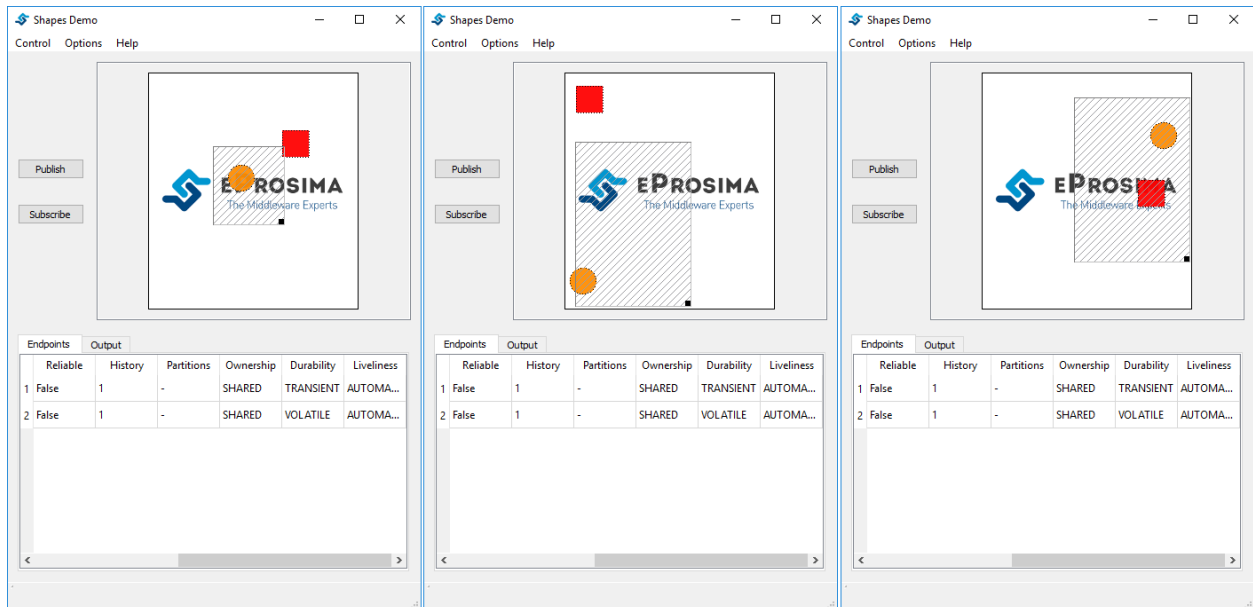 Shapes Demo
Control Options Help
Publish
Subscribe
EPROSIMA
The Middleware Experts
Endpoints Output
Reliable History Partitions Ownership Durability Liveliness
1 False 1 - SHARED TRANSIENT AUTOMA...
2 False 1 - SHARED VOLATILE AUTOMA...
Shapes Demo
Control Options Help
Publish
Subscribe
EPROSIMA
The Middleware Experts
Endpoints Output
Reliable History Partitions Ownership Durability Liveliness
1 False 1 - SHARED TRANSIENT AUTOMA...
2 False 1 - SHARED VOLATILE AUTOMA...
Shapes Demo
Control Options Help
Publish
Subscribe
EPROSIMA
The Middleware Experts
Endpoints Output
Reliable History Partitions Ownership Durability Liveliness
1 False 1 - SHARED TRANSIENT AUTOMA...
2 False 1 - SHARED VOLATILE AUTOMA...